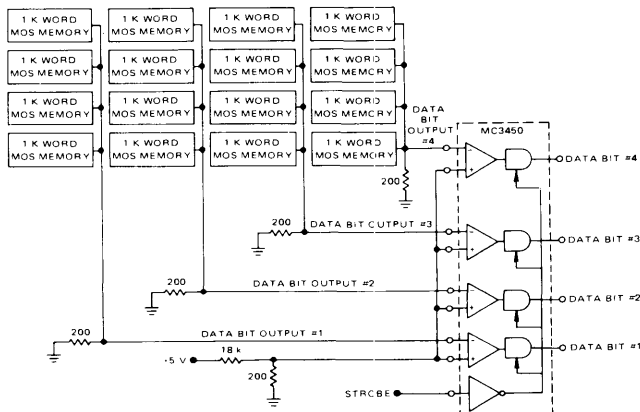 1 K WORD
MOS MEMORY
1 K WORD
MOS MEMORY
1 K WORD
MOS MEMORY
1 K WORD
MOS MEMORY
1 K WORD
MOS MEMORY
1 K WORD
MOS MEMORY
1 K WORD
MOS MEMORY
1 K WORD
MOS MEMORY
1 K WORD
MOS MEMORY
1 K WORD
MOS MEMORY
1 K WORD
MOS MEMORY
1 K WORD
MOS MEMCRY
1 K WORD
MOS MEMORY
1 K WORD
MOS MEMORY
1 K WORD
MOS MEMORY
1 K WORD
MOS MEMORY
DATA
BIT
OUTPUT
#4
MC3450
200
DATA BIT #4
200
DATA BIT CUTPUT #3
DATA BIT #3
200
DATA BIT OUTPUT #2
DATA BIT #2
200
DATA BIT OUTPUT #1
DATA BIT #1
+5 V
18 k
200
STRCBE